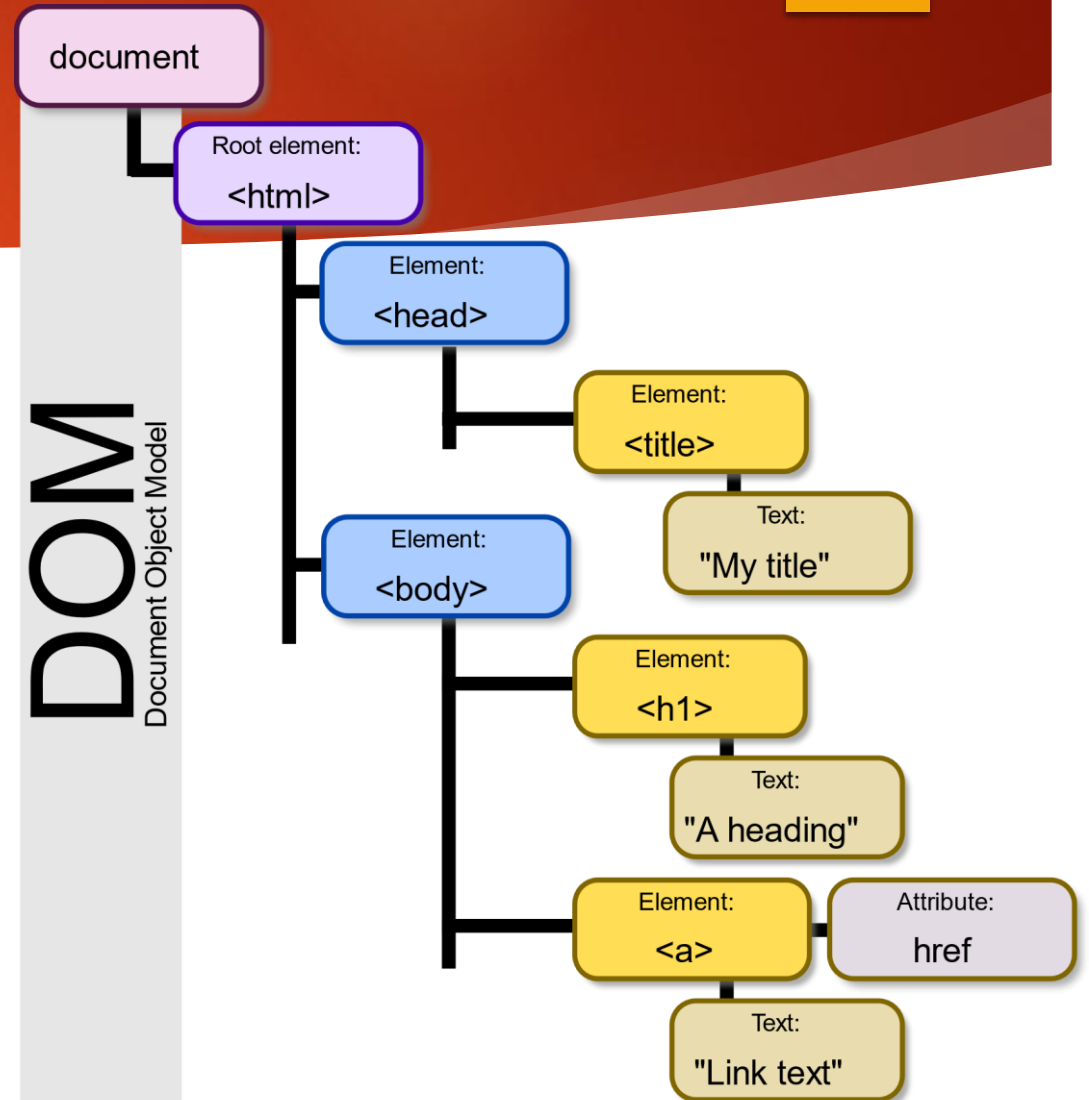 document
Root element:
<html>
Element:
<head>
Element:
<title>
Text:
"My title"
DOM
Document Object Model
Element:
<body>
Element:
<h1>
Text:
"A heading"
Element:
<a>
Attribute:
href
Text:
"Link text"